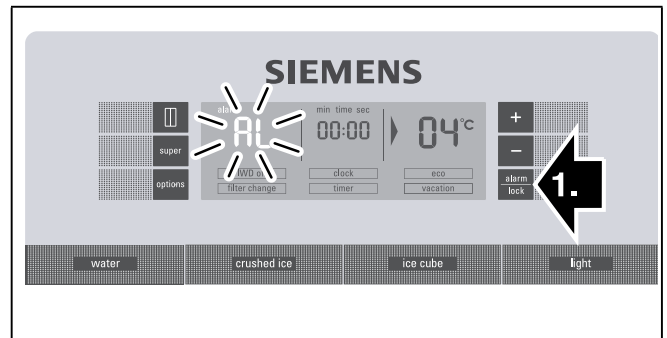 SIEMENS
min time sec
AL
00:00
04°C
+
super
−
options
alarm
lock
1.
clock
eco
filter change
timer
vacation
water
crushed ice
ice cube
light